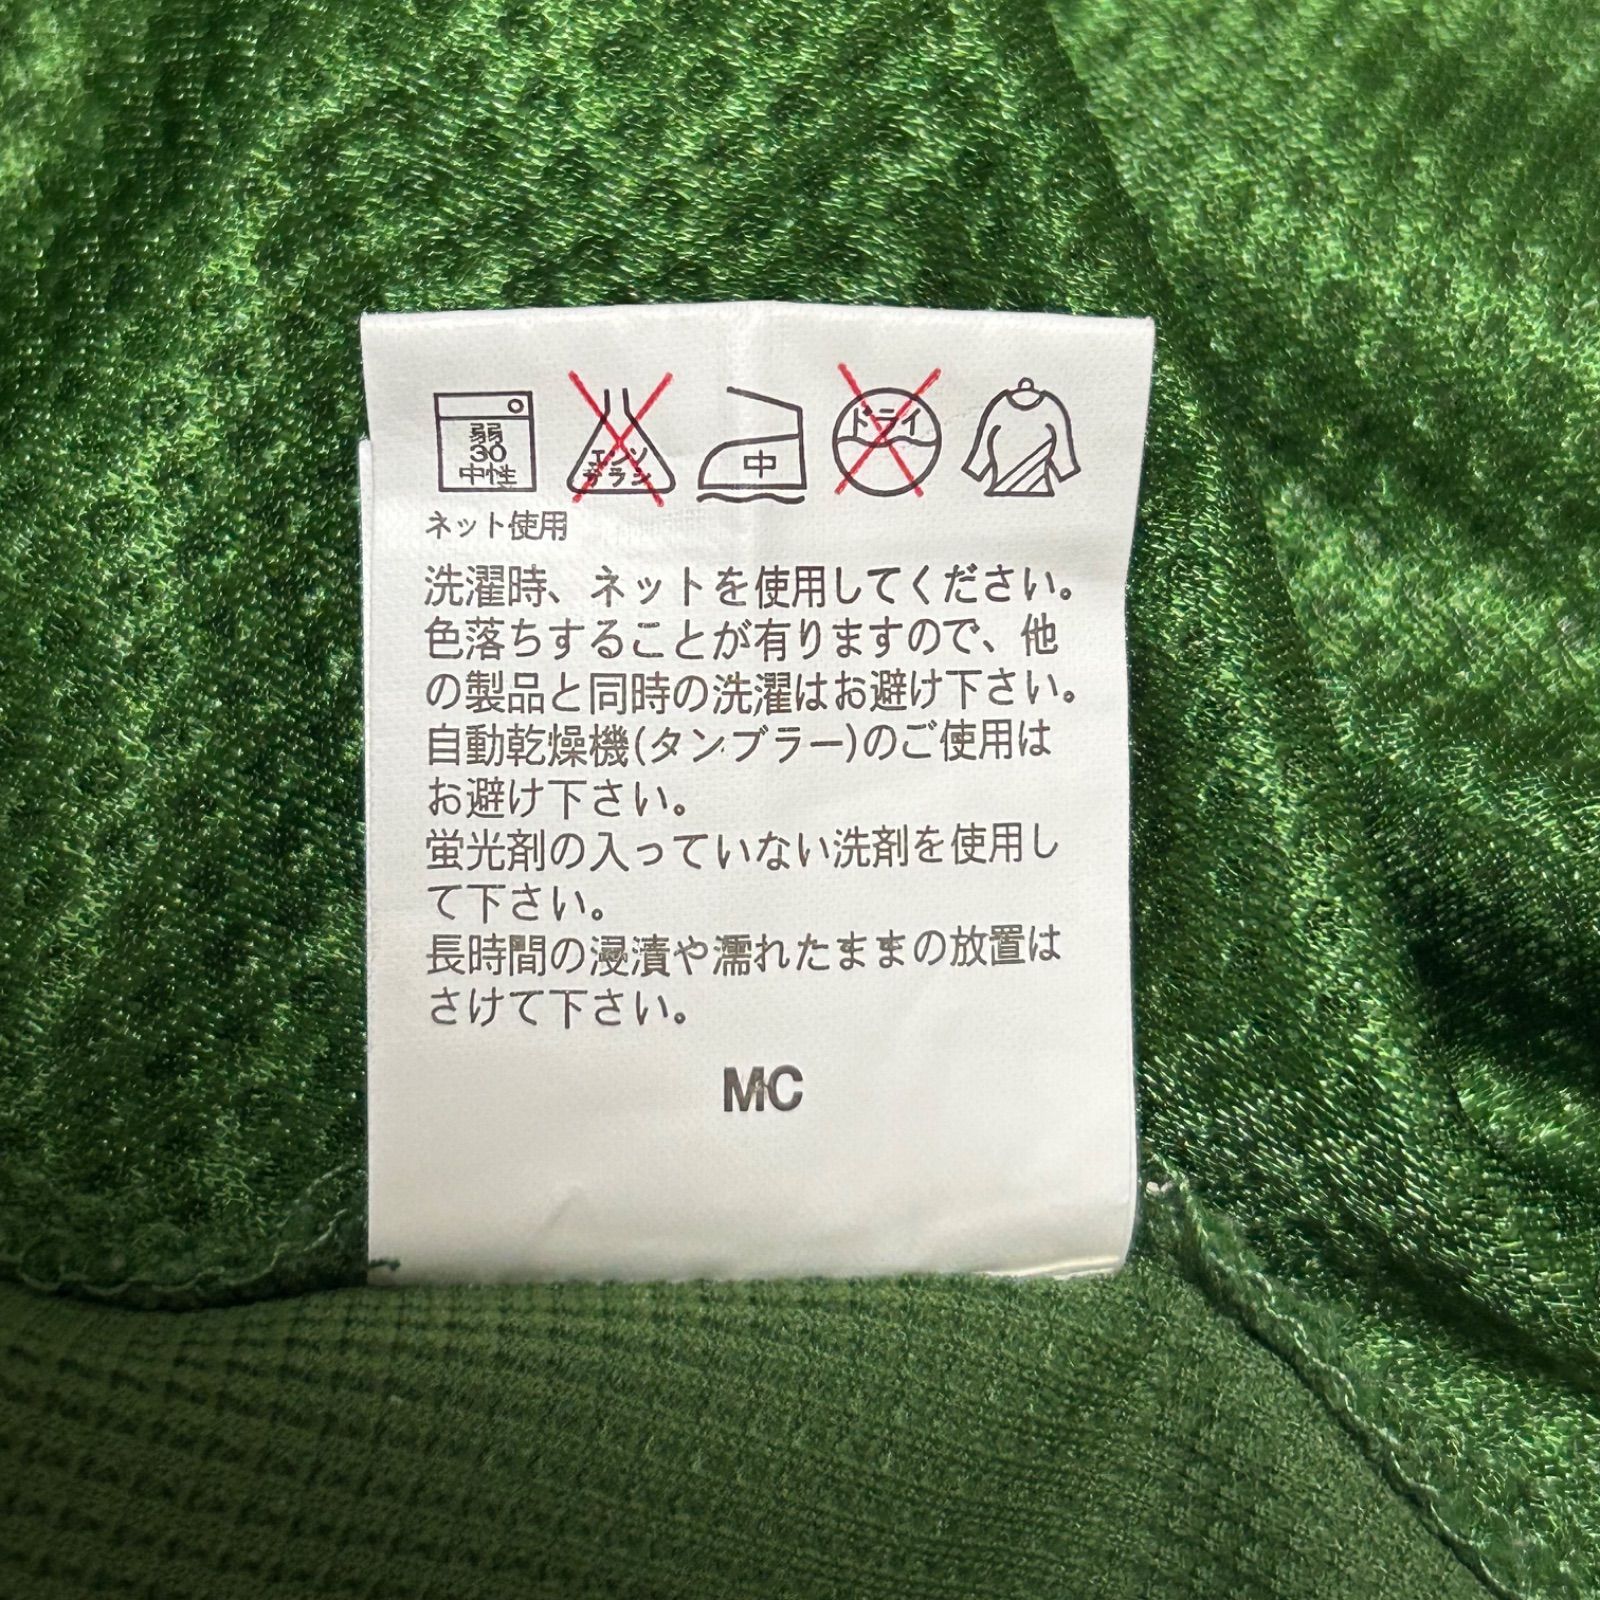 弱
30
中性
エンソ
サラシ
中
ドライ
ネット使用
洗濯時、ネットを使用してください。
色落ちすることが有りますので、他
の製品と同時の洗濯はお避け下さい。
自動乾燥機(タンブラー)のご使用は
お避け下さい。
蛍光剤の入っていない洗剤を使用し
て下さい。
長時間の浸漬や濡れたままの放置は
さけて下さい。
MC